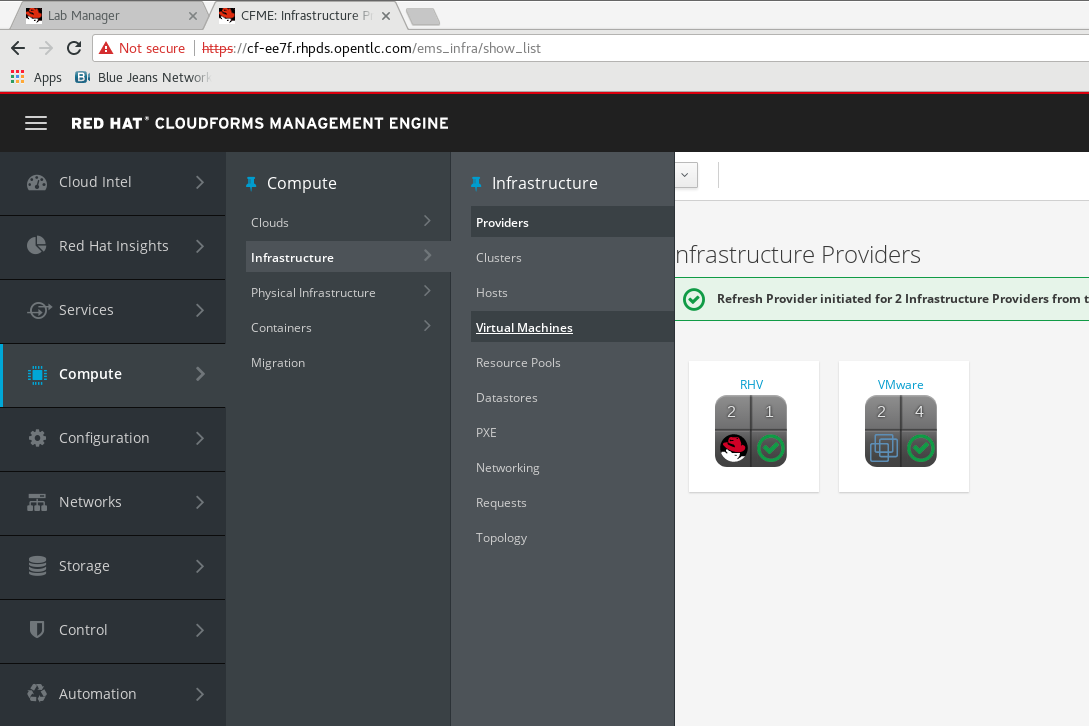 Lab Manager
CFME: Infrastructure P
Not secure
https://cf-ee7f.rhpds.opentlc.com/ems_infra/show_list
Apps
Blue Jeans Network
RED HAT® CLOUDFORMS MANAGEMENT ENGINE
Cloud Intel
Red Hat Insights
Services
Compute
Configuration
Networks
Storage
Control
Automation
Compute
Clouds
Infrastructure
Physical Infrastructure
Containers
Migration
Infrastructure
Providers
Clusters
Hosts
Virtual Machines
Resource Pools
Datastores
PXE
Networking
Requests
Topology
nfrastructure Providers
Refresh Provider initiated for 2 Infrastructure Providers from t
RHV
2 1
VMware
2 4